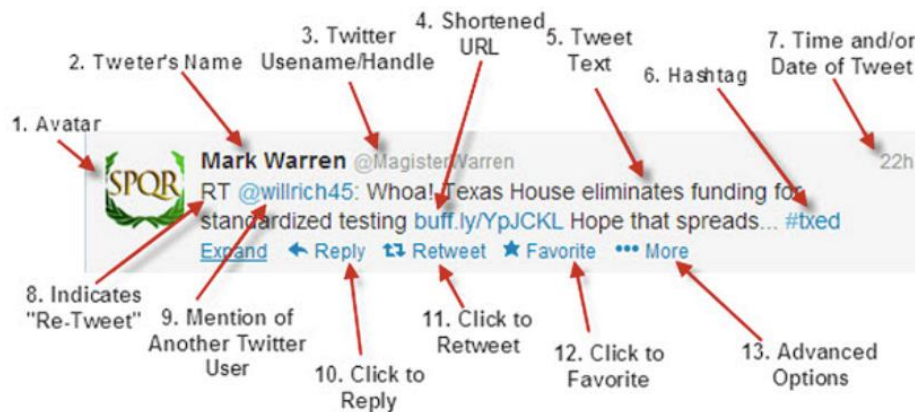 4. Shortened
URL
3. Twitter
Usename/Handle
5. Tweet
Text
7. Time and/or
Date of Tweet
2. Tweter's Name
6. Hashtag
1. Avatar
SPQR
Mark Warren @MagisterWarren 22h
RT @willrich45: Whoa! Texas House eliminates funding for
standardized testing buff.ly/YpJCKL Hope that spreads... #txed
Expand Reply Retweet Favorite More
8. Indicates
"Re-Tweet"
9. Mention of
Another Twitter
User
10. Click to
Reply
11. Click to
Retweet
12. Click to
Favorite
13. Advanced
Options